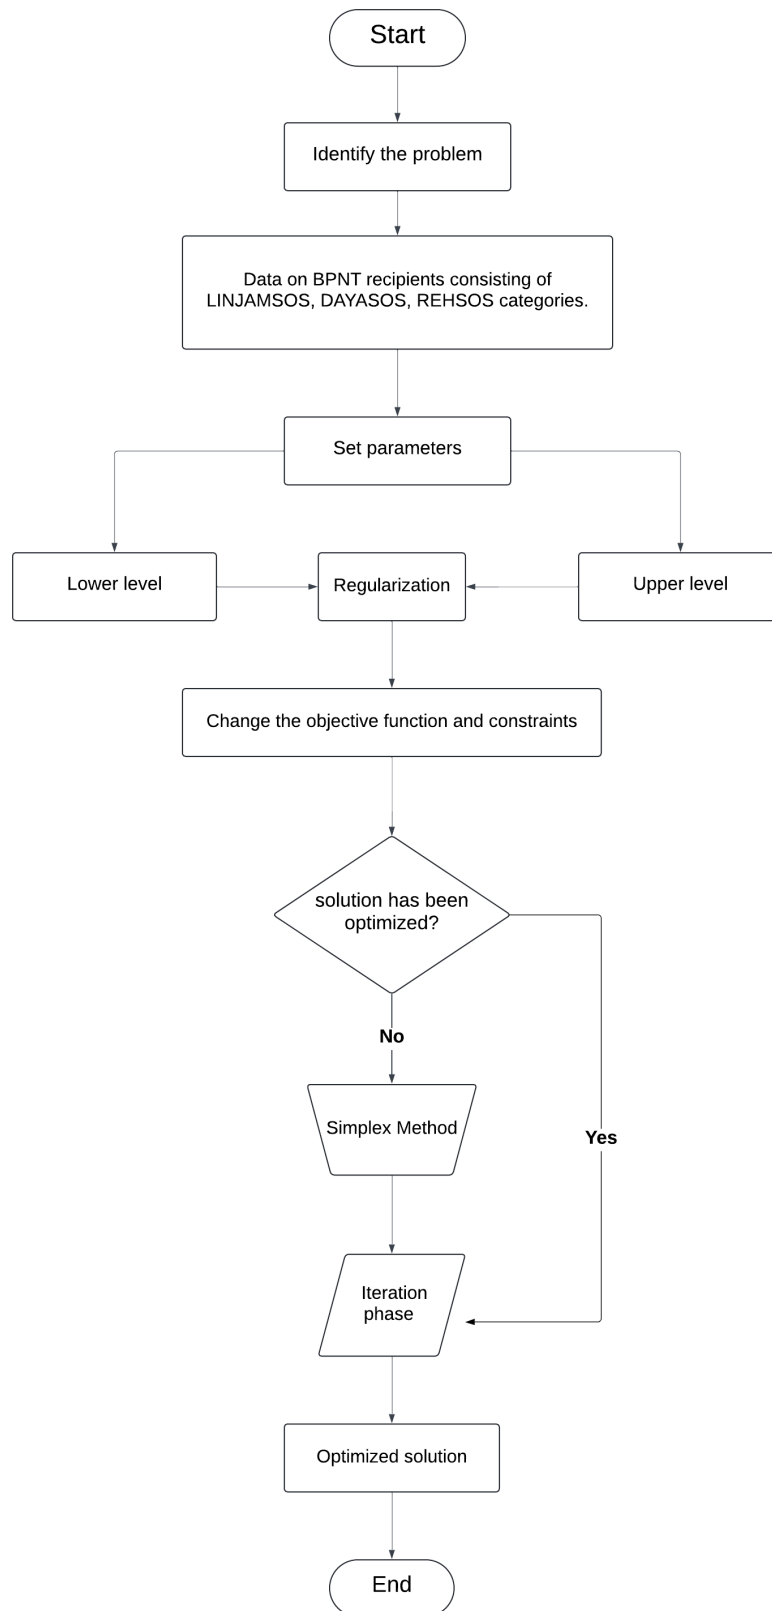 Start
Identify the problem
Data on BPNT recipients consisting of
LINJAMSOS, DAYASOS, REHSOS categories.
Set parameters
Lower level
Regularization
Upper level
Change the objective function and constraints
solution has been
optimized?
No
Simplex Method
Yes
Iteration
phase
Optimized solution
End